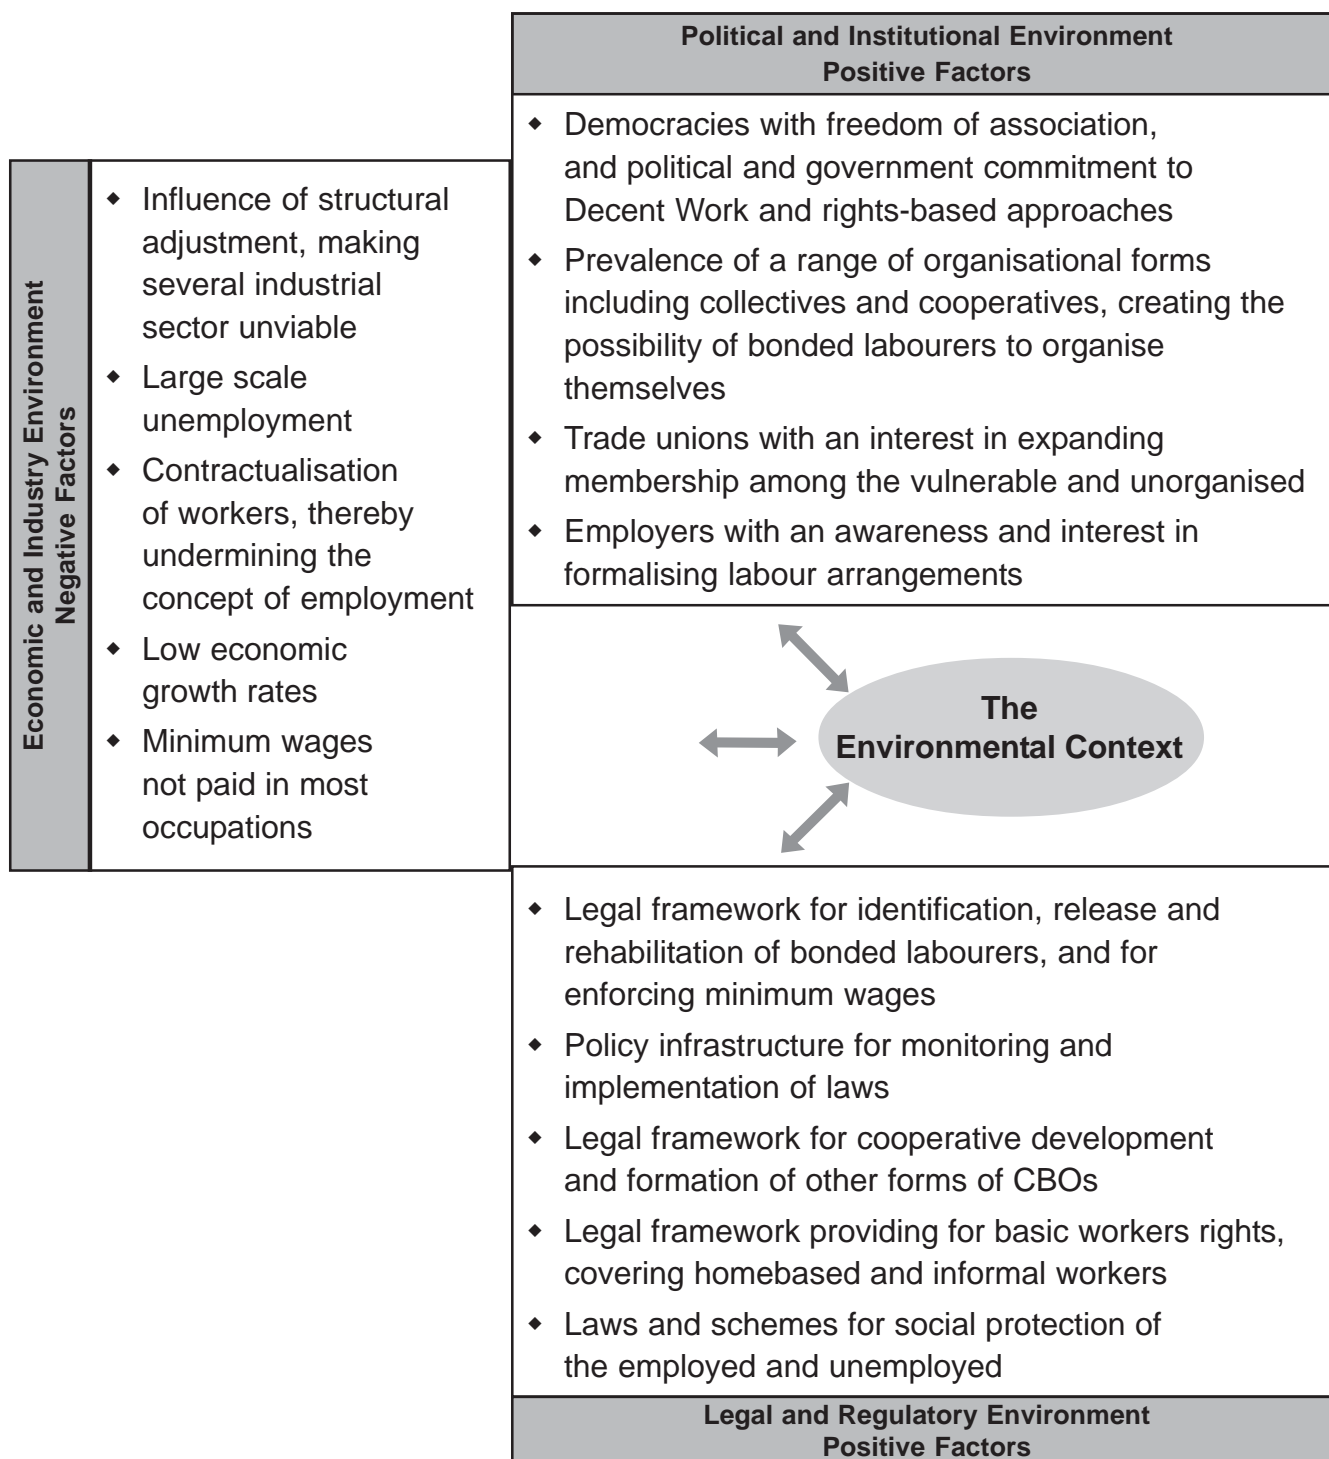 Political and Institutional Environment
Positive Factors
◆ Democracies with freedom of association,
and political and government commitment to
Decent Work and rights-based approaches
◆ Prevalence of a range of organisational forms
including collectives and cooperatives, creating the
possibility of bonded labourers to organise
themselves
◆ Trade unions with an interest in expanding
membership among the vulnerable and unorganised
◆ Employers with an awareness and interest in
formalising labour arrangements
Economic and Industry Environment
Negative Factors
◆ Influence of structural
adjustment, making
several industrial
sector unviable
◆ Large scale
unemployment
◆ Contractualisation
of workers, thereby
undermining the
concept of employment
◆ Low economic
growth rates
◆ Minimum wages
not paid in most
occupations
The
Environmental Context
◆ Legal framework for identification, release and
rehabilitation of bonded labourers, and for
enforcing minimum wages
◆ Policy infrastructure for monitoring and
implementation of laws
◆ Legal framework for cooperative development
and formation of other forms of CBOs
◆ Legal framework providing for basic workers rights,
covering homebased and informal workers
◆ Laws and schemes for social protection of
the employed and unemployed
Legal and Regulatory Environment
Positive Factors